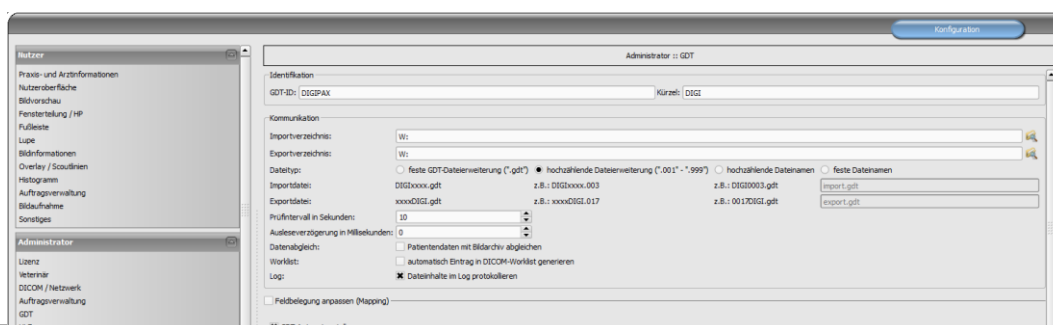 Konfiguration
Nutzer
Praxis- und Arztinformationen
Nutzeroberfläche
Bildvorschau
Fensterteilung / HP
Fußleiste
Lupe
Bildinformationen
Overlay / Scoutlinien
Histogramm
Auftragsverwaltung
Bildaufnahme
Sonstiges
Administrator
Lizenz
Veterinär
DICOM / Netzwerk
Auftragsverwaltung
GDT
Administrator :: GDT
Identifikation
GDT-ID: DIGIPAX Kürzel: DIGI
Kommunikation
Importverzeichnis: W:
Exportverzeichnis: W:
Dateityp: feste GDT-Dateierweiterung (".gdt") hochzählende Dateierweiterung (".001" - ".999") hochzählende Dateinamen feste Dateinamen
Importdatei: DIGIxxxx.gdt z.B.: DIGIxxxx.003 z.B.: DIGI0003.gdt import.gdt
Exportdatei: xxxxDIGI.gdt z.B.: xxxxDIGI.017 z.B.: 0017DIGI.gdt export.gdt
Prüfintervall in Sekunden: 10
Ausleseverzögerung in Millisekunden: 0
Datenabgleich: Patientendaten mit Bildarchiv abgleichen
Worklist: automatisch Eintrag in DICOM-Worklist generieren
Log: Dateiinhalte im Log protokollieren
Feldbelegung anpassen (Mapping)